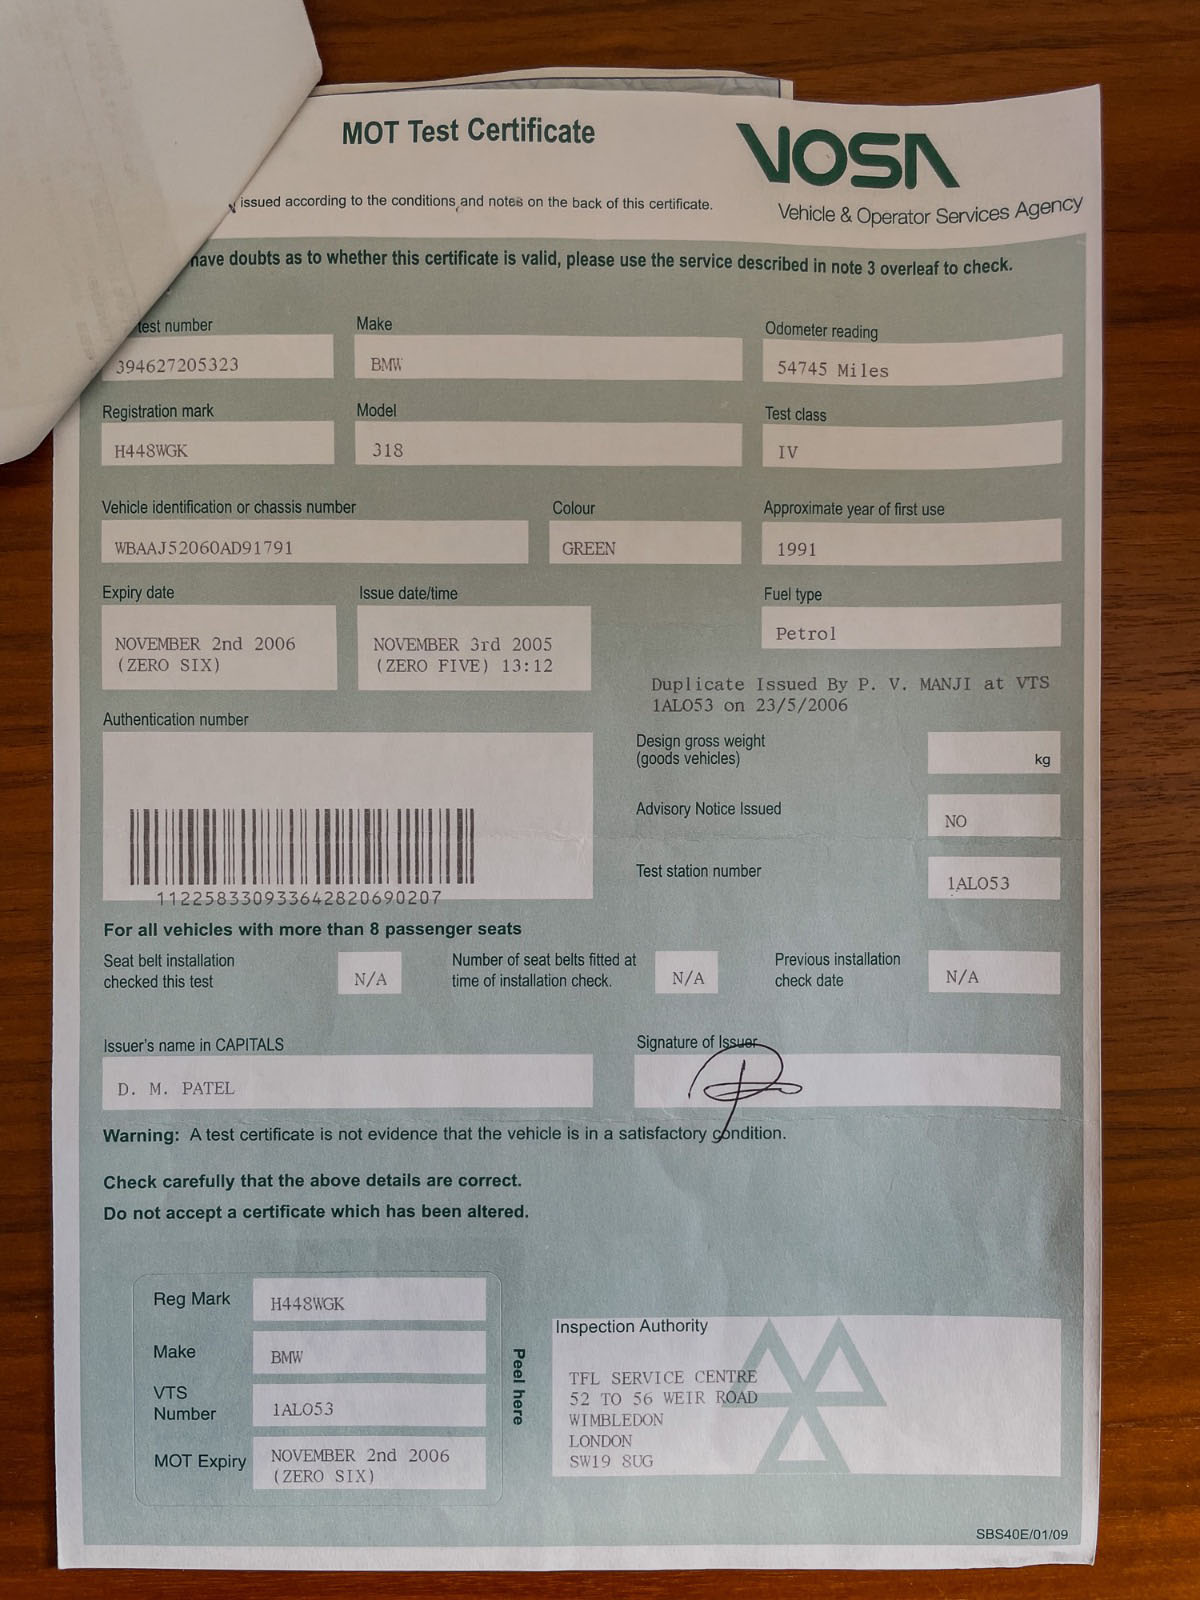 MOT Test Certificate
VOSA
Vehicle & Operator Services Agency
issued according to the conditions and notes on the back of this certificate.
have doubts as to whether this certificate is valid, please use the service described in note 3 overleaf to check.
test number
Make
Odometer reading
394627205323
BMW
54745 Miles
Registration mark
Model
Test class
H448WGK
318
IV
Vehicle identification or chassis number
Colour
Approximate year of first use
WBAAJ52060AD91791
GREEN
1991
Expiry date
Issue date/time
Fuel type
NOVEMBER 2nd 2006
(ZERO SIX)
NOVEMBER 3rd 2005
(ZERO FIVE) 13:12
Petrol
Duplicate Issued By P. V. MANJI at VTS
1ALO53 on 23/5/2006
Authentication number
Design gross weight
(goods vehicles)
kg
Advisory Notice Issued
NO
Test station number
1ALO53
11225833093364282069​0207
For all vehicles with more than 8 passenger seats
Seat belt installation
checked this test
N/A
Number of seat belts fitted at
time of installation check.
N/A
Previous installation
check date
N/A
Issuer's name in CAPITALS
Signature of Issuer
D. M. PATEL
Warning: A test certificate is not evidence that the vehicle is in a satisfactory condition.
Check carefully that the above details are correct.
Do not accept a certificate which has been altered.
Reg Mark
H448WGK
Make
BMW
VTS
Number
1ALO53
MOT Expiry
NOVEMBER 2nd 2006
(ZERO SIX)
Peel here
Inspection Authority
TFL SERVICE CENTRE
52 TO 56 WEIR ROAD
WIMBLEDON
LONDON
SW19 8UG
SBS40E/01/09